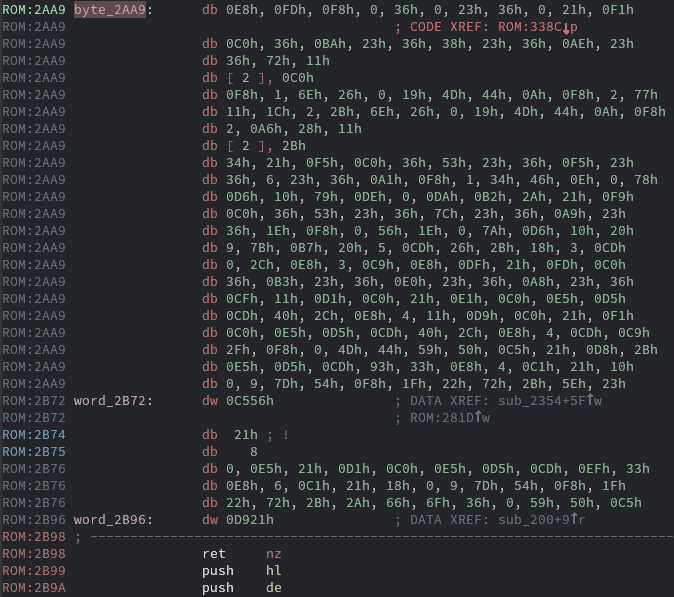 ROM:2AA9 byte_2AA9: db 0E8h, 0FDh, 0F8h, 0, 36h, 0, 23h, 36h, 0, 21h, 0F1h
ROM:2AA9 ; CODE XREF: ROM:338C↓p
ROM:2AA9 db 0C0h, 36h, 0BAh, 23h, 36h, 38h, 23h, 36h, 0AEh, 23h
ROM:2AA9 db 36h, 72h, 11h
ROM:2AA9 db [ 2 ], 0C0h
ROM:2AA9 db 0F8h, 1, 6Eh, 26h, 0, 19h, 4Dh, 44h, 0Ah, 0F8h, 2, 77h
ROM:2AA9 db 11h, 1Ch, 2, 2Bh, 6Eh, 26h, 0, 19h, 4Dh, 44h, 0Ah, 0F8h
ROM:2AA9 db 2, 0A6h, 28h, 11h
ROM:2AA9 db [ 2 ], 2Bh
ROM:2AA9 db 34h, 21h, 0F5h, 0C0h, 36h, 53h, 23h, 36h, 0F5h, 23h
ROM:2AA9 db 36h, 6, 23h, 36h, 0A1h, 0F8h, 1, 34h, 46h, 0Eh, 0, 78h
ROM:2AA9 db 0D6h, 10h, 79h, 0DEh, 0, 0DAh, 0B2h, 2Ah, 21h, 0F9h
ROM:2AA9 db 0C0h, 36h, 53h, 23h, 36h, 7Ch, 23h, 36h, 0A9h, 23h
ROM:2AA9 db 36h, 1Eh, 0F8h, 0, 56h, 1Eh, 0, 7Ah, 0D6h, 10h, 20h
ROM:2AA9 db 9, 7Bh, 0B7h, 20h, 5, 0CDh, 26h, 2Bh, 18h, 3, 0CDh
ROM:2AA9 db 0, 2Ch, 0E8h, 3, 0C9h, 0E8h, 0DFh, 21h, 0FDh, 0C0h
ROM:2AA9 db 36h, 0B3h, 23h, 36h, 0E0h, 23h, 36h, 0A8h, 23h, 36h
ROM:2AA9 db 0CFh, 11h, 0D1h, 0C0h, 21h, 0E1h, 0C0h, 0E5h, 0D5h
ROM:2AA9 db 0CDh, 40h, 2Ch, 0E8h, 4, 11h, 0D9h, 0C0h, 21h, 0F1h
ROM:2AA9 db 0C0h, 0E5h, 0D5h, 0CDh, 40h, 2Ch, 0E8h, 4, 0CDh, 0C9h
ROM:2AA9 db 2Fh, 0F8h, 0, 4Dh, 44h, 59h, 50h, 0C5h, 21h, 0D8h, 2Bh
ROM:2AA9 db 0E5h, 0D5h, 0CDh, 93h, 33h, 0E8h, 4, 0C1h, 21h, 10h
ROM:2AA9 db 0, 9, 7Dh, 54h, 0F8h, 1Fh, 22h, 72h, 2Bh, 5Eh, 23h
ROM:2B72 word_2B72: dw 0C556h ; DATA XREF: sub_2354+5F↑w
ROM:2B72 ; ROM:281D↑w
ROM:2B74 db 21h ; !
ROM:2B75 db 8
ROM:2B76 db 0, 0E5h, 21h, 0D1h, 0C0h, 0E5h, 0D5h, 0CDh, 0EFh, 33h
ROM:2B76 db 0E8h, 6, 0C1h, 21h, 18h, 0, 9, 7Dh, 54h, 0F8h, 1Fh
ROM:2B76 db 22h, 72h, 2Bh, 2Ah, 66h, 6Fh, 36h, 0, 59h, 50h, 0C5h
ROM:2B96 word_2B96: dw 0D921h ; DATA XREF: sub_200+9↑r
ROM:2B98 ; ---------------------------------------------------------------------------
ROM:2B98 ret nz
ROM:2B99 push hl
ROM:2B9A push de